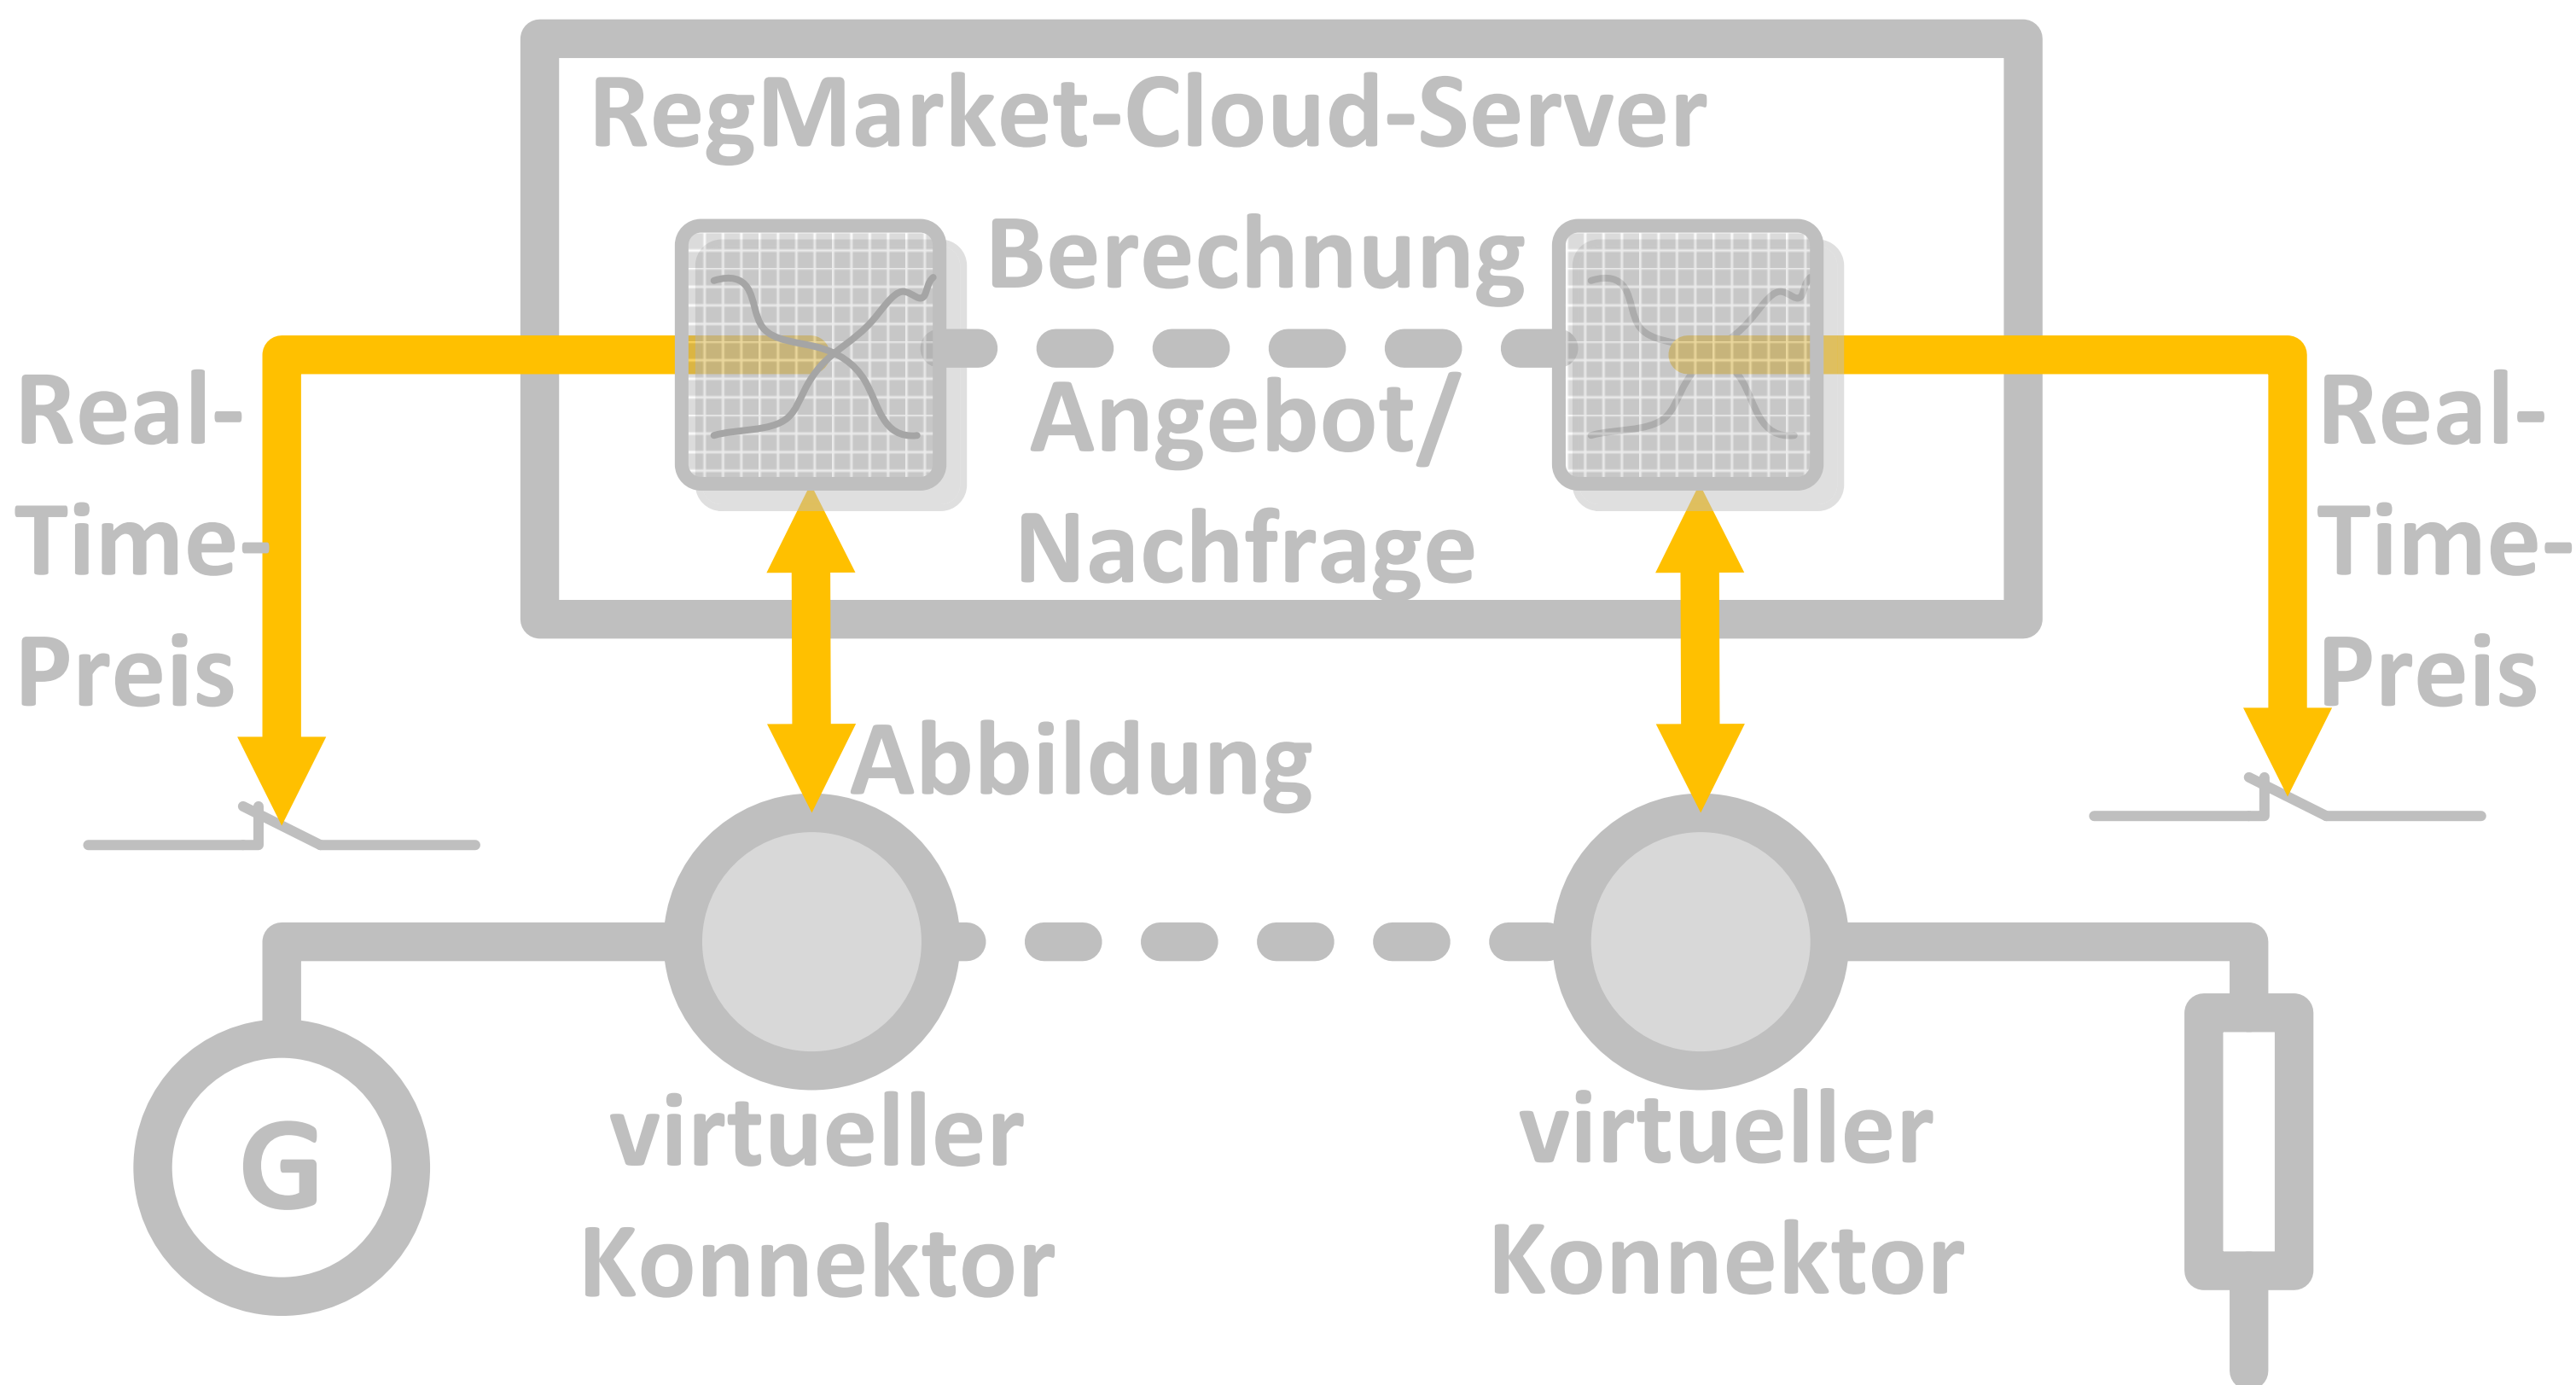 RegMarket-Cloud-Server
Berechnung
Angebot/
Nachfrage
Real-
Time-
Preis
Real-
Time-
Preis
Abbildung
G
virtueller
Konnektor
virtueller
Konnektor